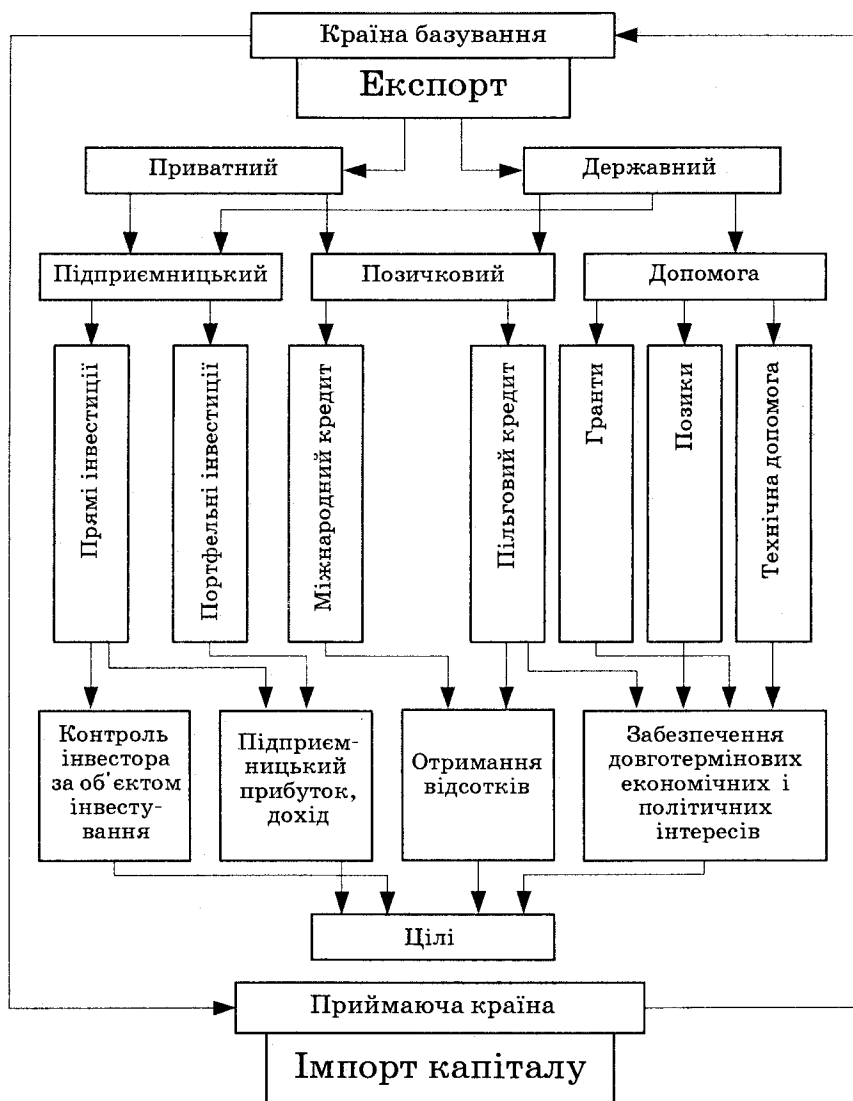 Країна базування
Експорт
Приватний
Державний
Підприємницький
Позичковий
Допомога
Прямі інвестиції
Портфельні інвестиції
Міжнародний кредит
Пільговий кредит
Гранти
Позики
Технічна допомога
Контроль
інвестора
за об'єктом
інвесту-
вання
Підприєм-
ницький
прибуток,
дохід
Отримання
відсотків
Забезпечення
довготермінових
економічних і
політичних
інтересів
Цілі
Приймаюча країна
Імпорт капіталу